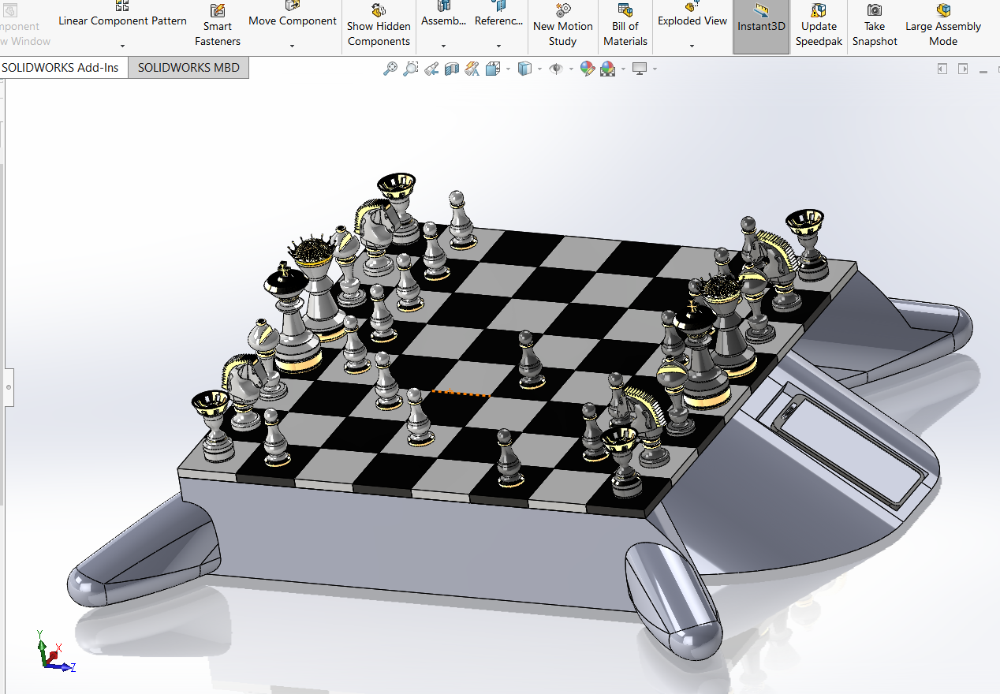 Linear Component Pattern
Smart
Fasteners
Move Component
Show Hidden
Components
Assemb...
Referenc...
New Motion
Study
Bill of
Materials
Exploded View
Instant3D
Update
Speedpak
Take
Snapshot
Large Assembly
Mode
mponent
w Window
SOLIDWORKS Add-Ins
SOLIDWORKS MBD
Y
X
Z